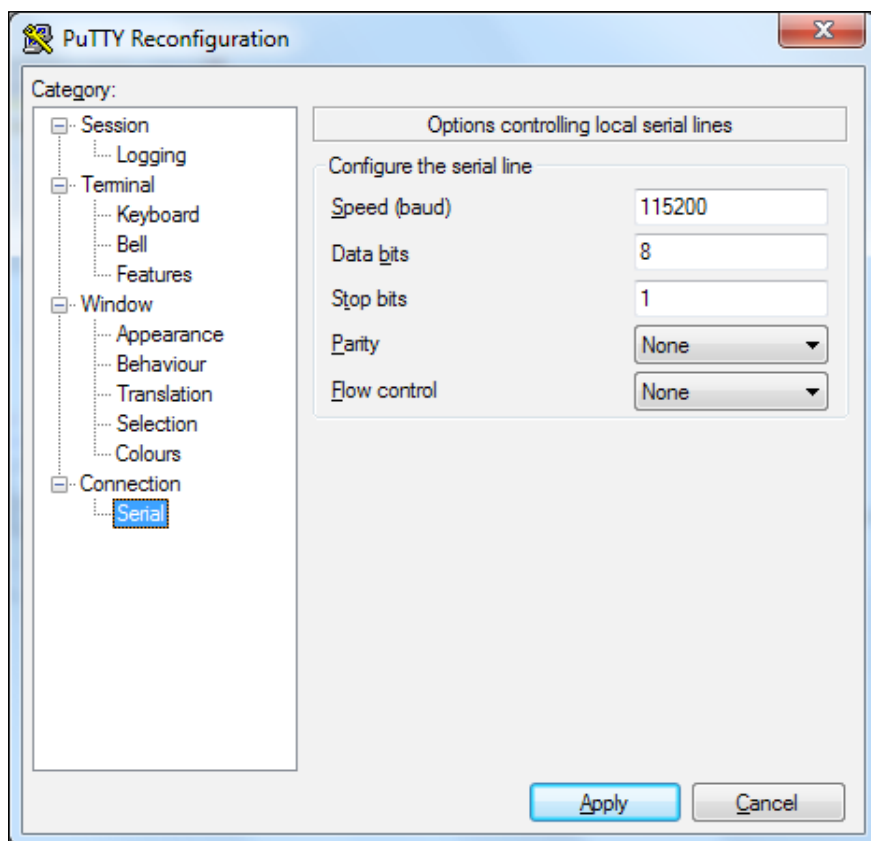 PuTTY Reconfiguration
X
Category:
Session
Logging
Terminal
Keyboard
Bell
Features
Window
Appearance
Behaviour
Translation
Selection
Colours
Connection
Serial
Options controlling local serial lines
Configure the serial line
Speed (baud) 115200
Data bits 8
Stop bits 1
Parity None
Flow control None
Apply Cancel